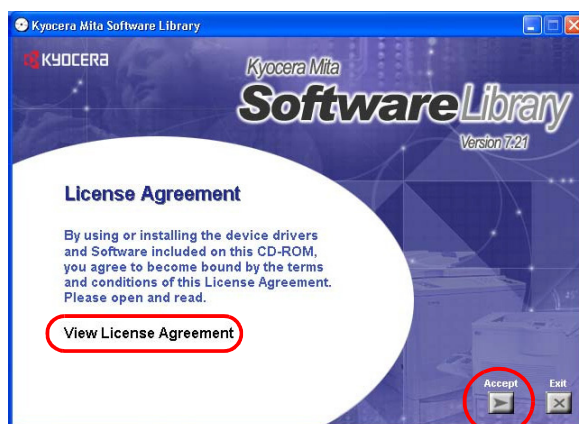 Kyocera Mita Software Library
KYOCERA
Kyocera Mita
Software Library
Version 7.21
License Agreement
By using or installing the device drivers
and Software included on this CD-ROM,
you agree to become bound by the terms
and conditions of this License Agreement.
Please open and read.
View License Agreement
Accept Exit